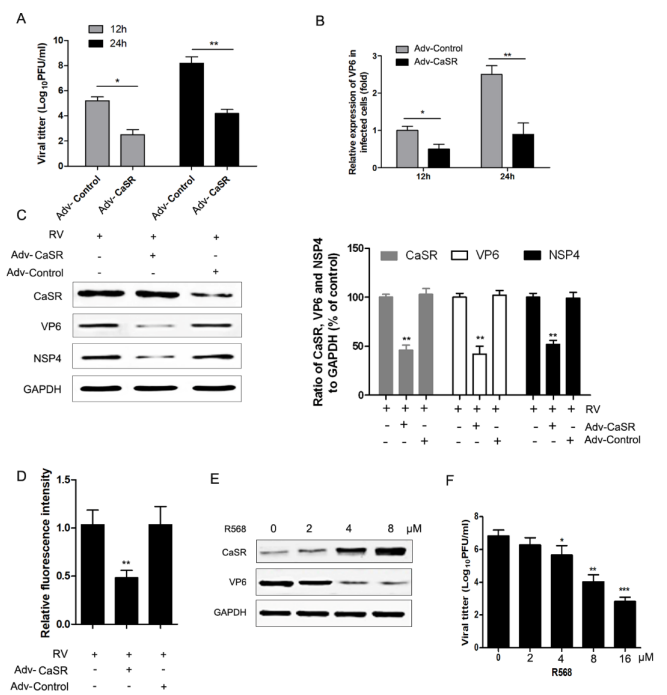 A
12h
24h
Viral titter (Log10PFU/ml)
10
8
6
4
2
0
*
**
Adv-Control
Adv-CaSR
Adv-Control
Adv-CaSR
B
Adv-Control
Adv-CaSR
Relative expression of VP6 in
infected cells (fold)
3
2
1
0
*
**
12h
24h
C
RV + + +
Adv-CaSR - + -
Adv-Control - - +
CaSR
VP6
NSP4
GAPDH
CaSR VP6 NSP4
Ratio of CaSR, VP6 and NSP4
to GAPDH (% of control)
150
100
50
0
** ** **
+ + + + + + + + + RV
- + - - + - - + - Adv-CaSR
- - + - - + - - + Adv-Control
D
Relative fluorescence intensity
1.5
1.0
0.5
0.0
**
RV + + +
Adv-CaSR - + -
Adv-Control - - +
E
R568 0 2 4 8 μM
CaSR
VP6
GAPDH
F
Viral titter (Log10PFU/ml)
8
6
4
2
0
* ** ***
0 2 4 8 16 μM
R568